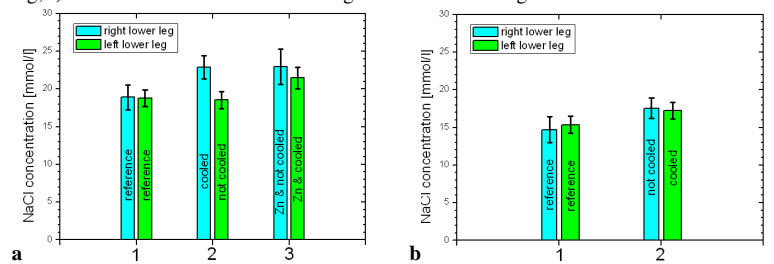 NaCl concentration [mmol/l]
30
25
20
15
10
5
0
right lower leg
left lower leg
reference
reference
cooled
not cooled
Zn & not cooled
Zn & cooled
1 2 3
a
NaCl concentration [mmol/l]
30
25
20
15
10
5
0
right lower leg
left lower leg
reference
reference
not cooled
cooled
1 2
b